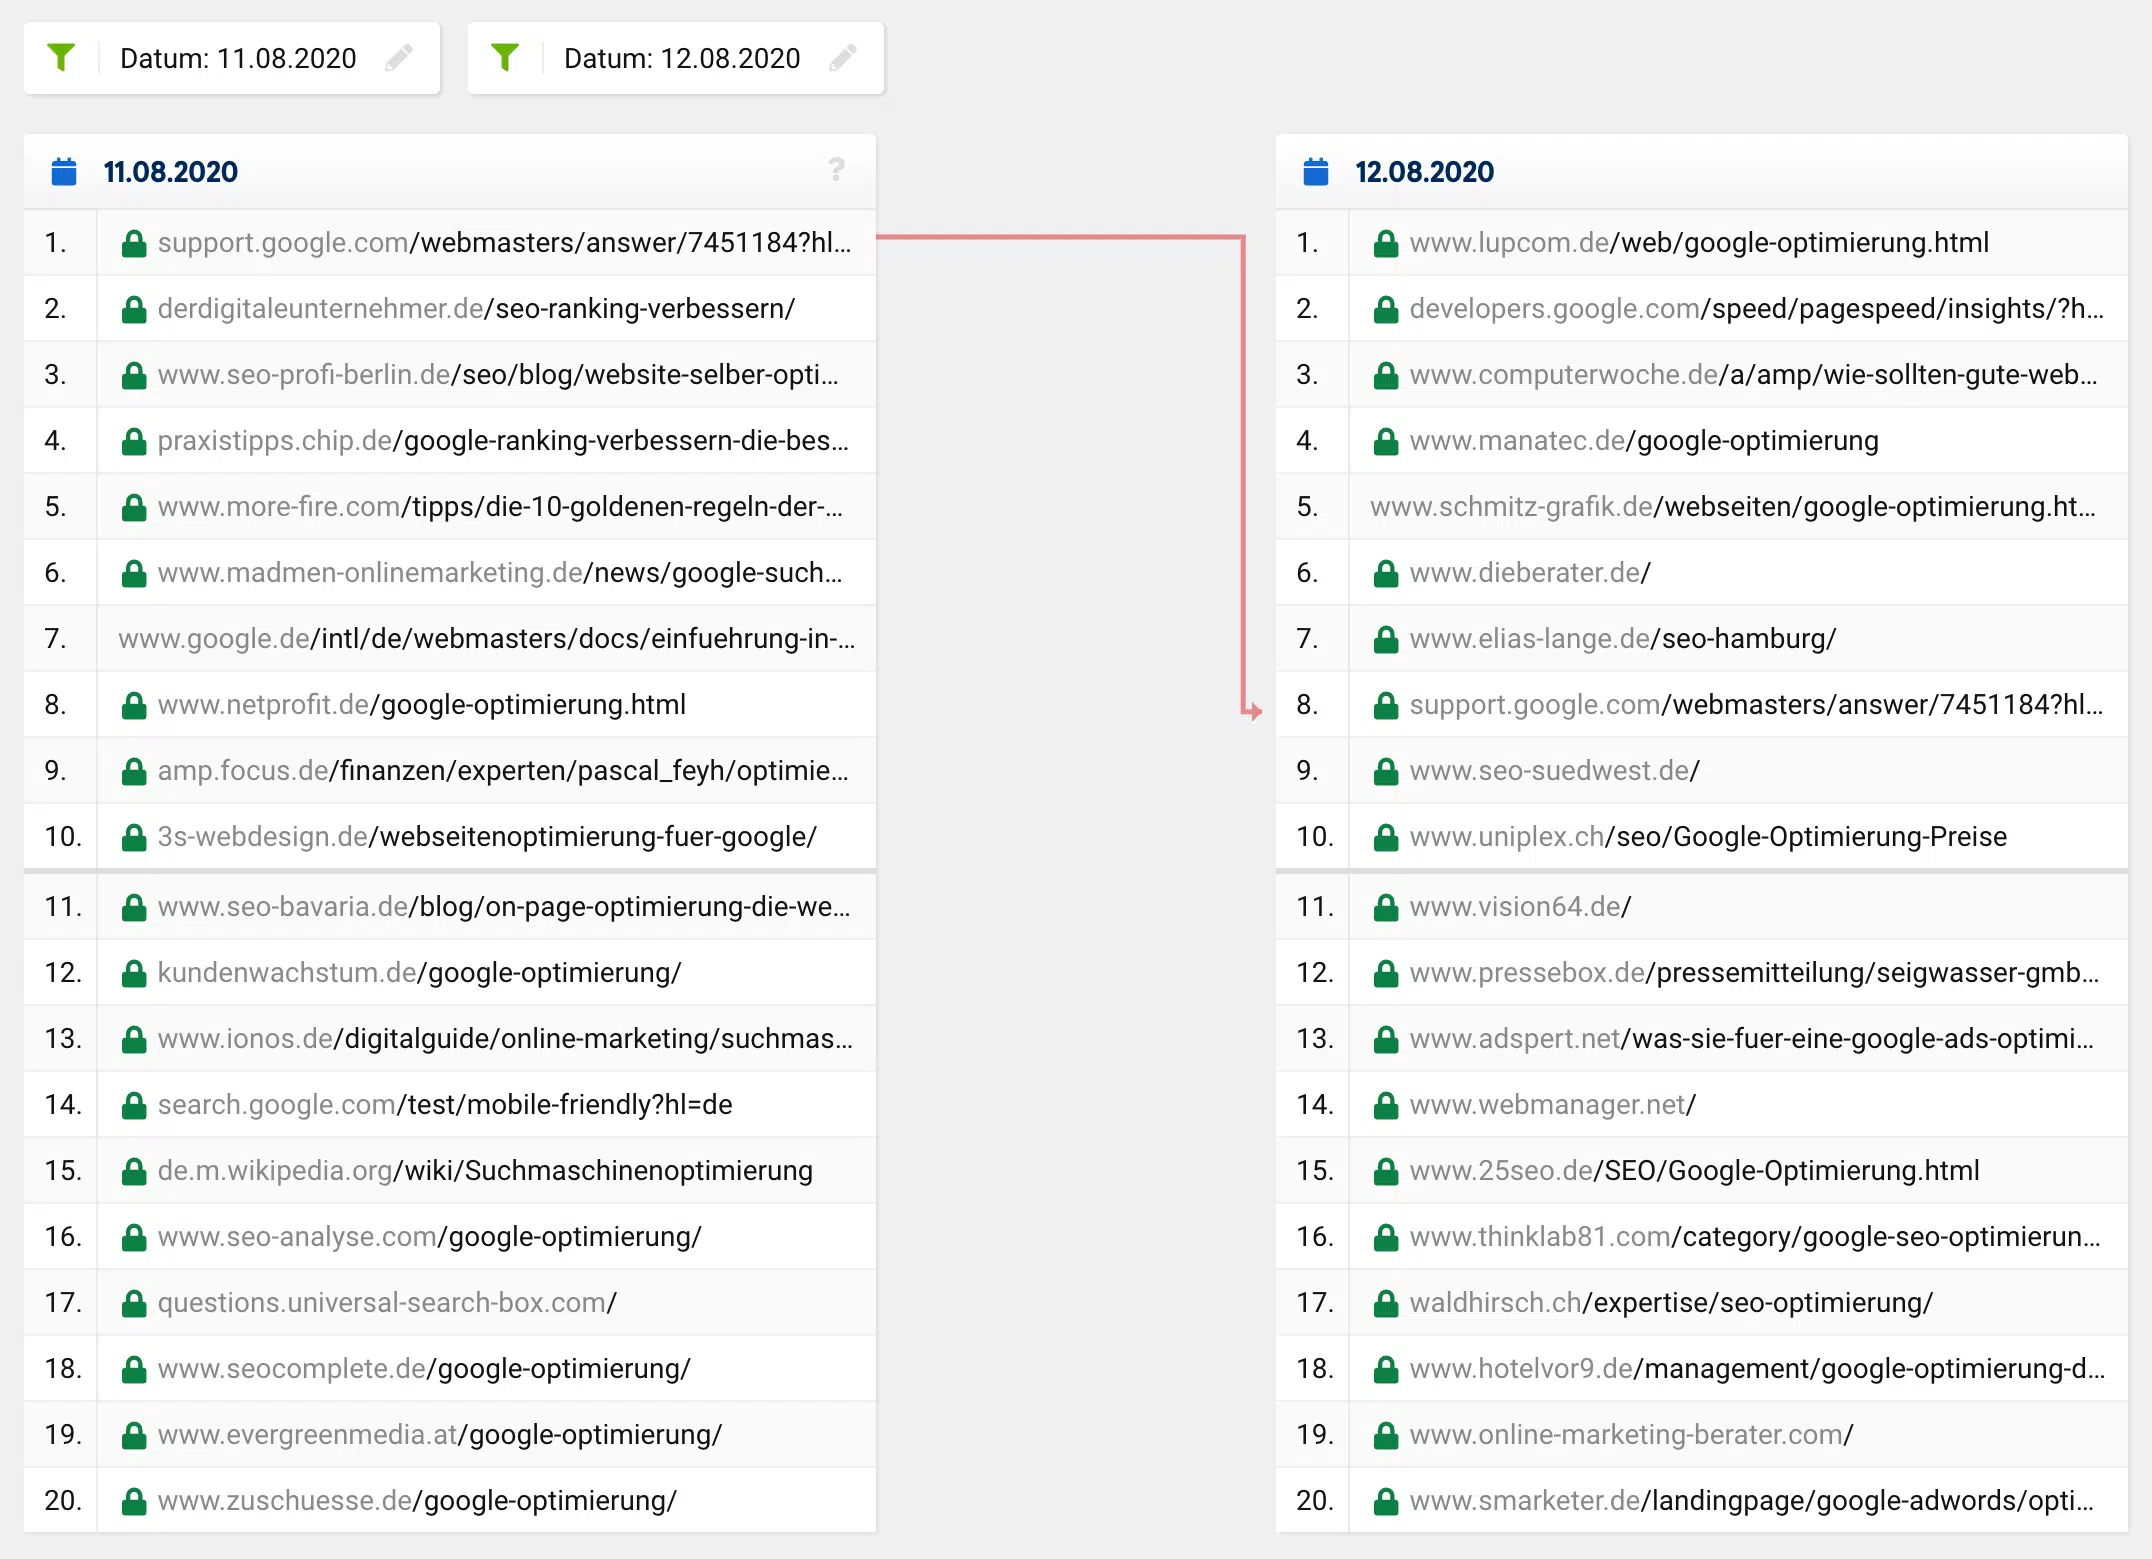 Datum: 11.08.2020
Datum: 12.08.2020
11.08.2020 ?
1. support.google.com/webmasters/answer/7451184?hl...
2. derdigitaleunternehmer.de/seo-ranking-verbessern/
3. www.seo-profi-berlin.de/seo/blog/website-selber-opti...
4. praxistipps.chip.de/google-ranking-verbessern-die-bes...
5. www.more-fire.com/tipps/die-10-goldenen-regeln-der-...
6. www.madmen-onlinemarketing.de/news/google-such...
7. www.google.de/intl/de/webmasters/docs/einfuehrung-in-...
8. www.netprofit.de/google-optimierung.html
9. amp.focus.de/finanzen/experten/pascal_feyh/optimie...
10. 3s-webdesign.de/webseitenoptimierung-fuer-google/
11. www.seo-bavaria.de/blog/on-page-optimierung-die-we...
12. kundenwachstum.de/google-optimierung/
13. www.ionos.de/digitalguide/online-marketing/suchmas...
14. search.google.com/test/mobile-friendly?hl=de
15. de.m.wikipedia.org/wiki/Suchmaschinenoptimierung
16. www.seo-analyse.com/google-optimierung/
17. questions.universal-search-box.com/
18. www.seocomplete.de/google-optimierung/
19. www.evergreenmedia.at/google-optimierung/
20. www.zuschuesse.de/google-optimierung/
12.08.2020
1. www.lupcom.de/web/google-optimierung.html
2. developers.google.com/speed/pagespeed/insights/?h...
3. www.computerwoche.de/a/amp/wie-sollten-gute-web...
4. www.manatec.de/google-optimierung
5. www.schmitz-grafik.de/webseiten/google-optimierung.ht...
6. www.dieberater.de/
7. www.elias-lange.de/seo-hamburg/
8. support.google.com/webmasters/answer/7451184?hl...
9. www.seo-suedwest.de/
10. www.uniplex.ch/seo/Google-Optimierung-Preise
11. www.vision64.de/
12. www.pressebox.de/pressemitteilung/seigwasser-gmb...
13. www.adspert.net/was-sie-fuer-eine-google-ads-optimi...
14. www.webmanager.net/
15. www.25seo.de/SEO/Google-Optimierung.html
16. www.thinklab81.com/category/google-seo-optimierun...
17. waldhirsch.ch/expertise/seo-optimierung/
18. www.hotelvor9.de/management/google-optimierung-d...
19. www.online-marketing-berater.com/
20. www.smarketer.de/landingpage/google-adwords/opti...